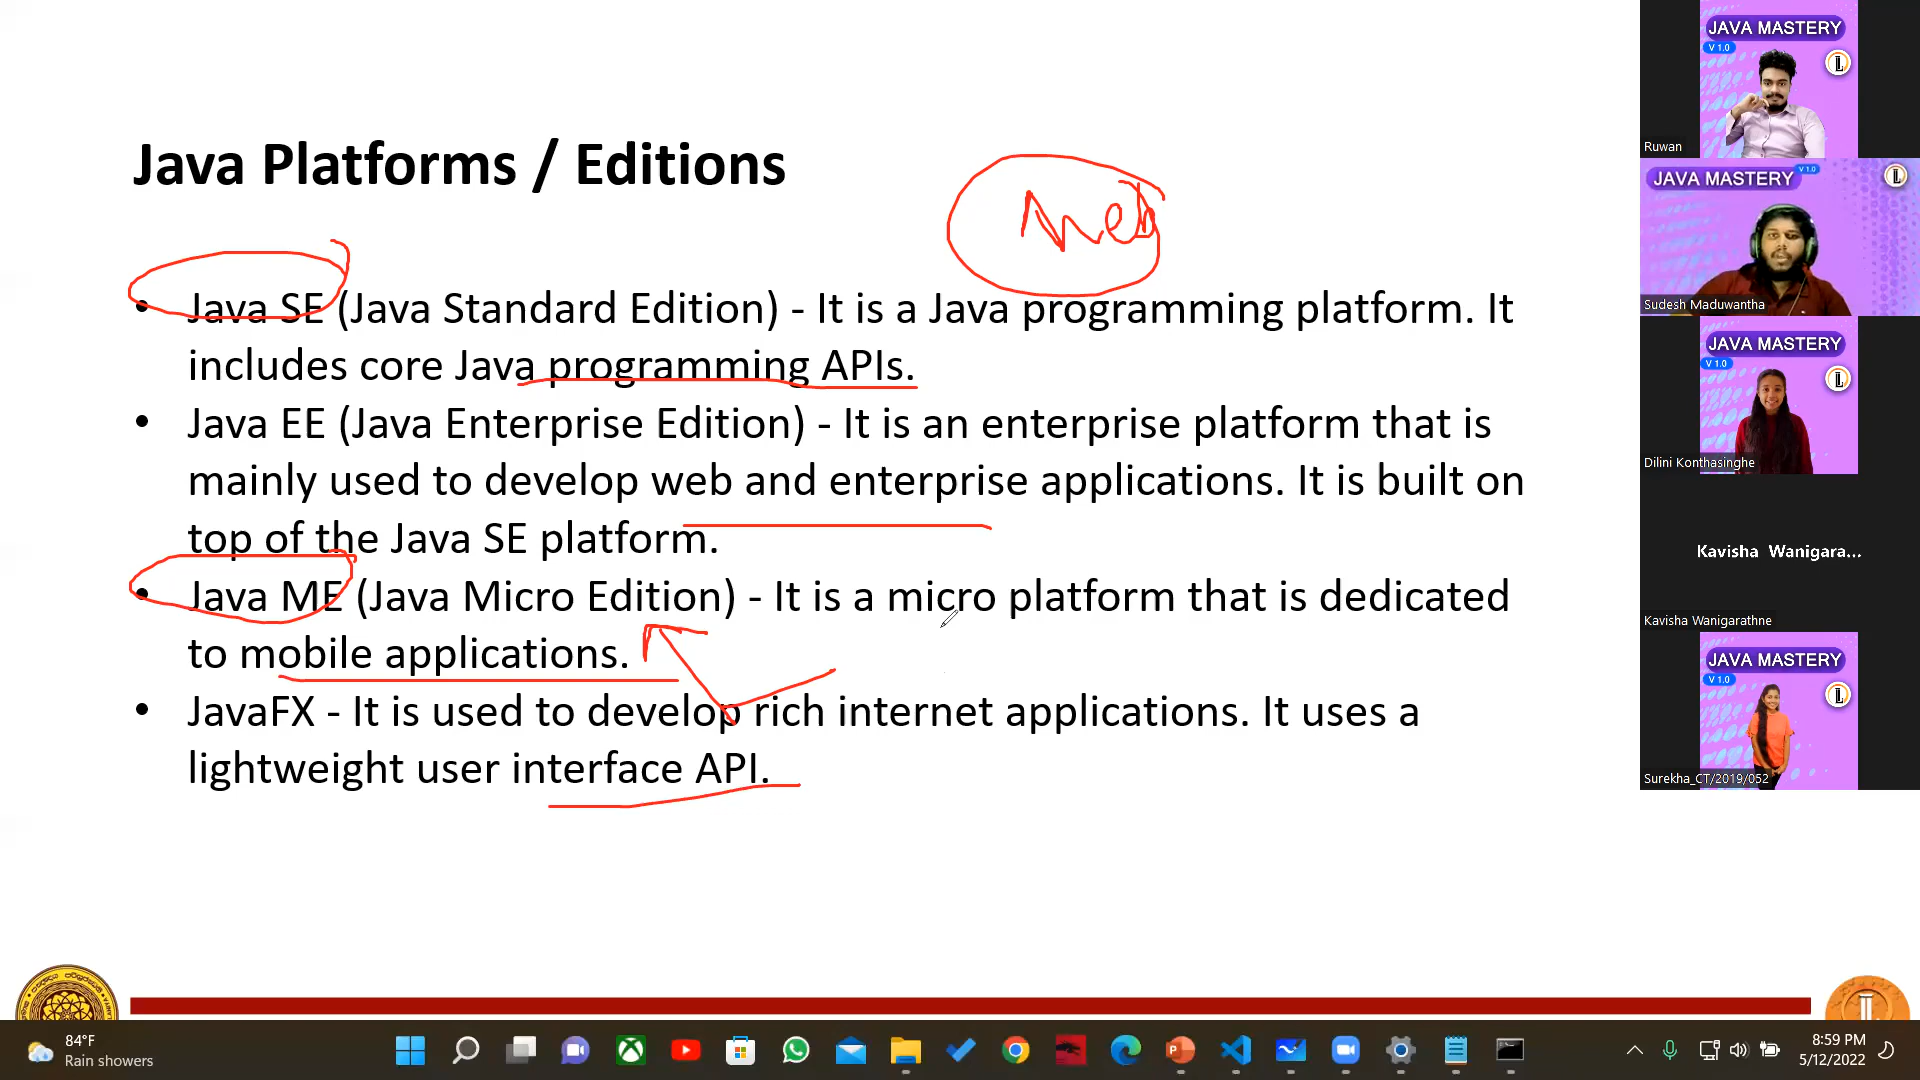 Java Platforms / Editions
Web
• Java SE (Java Standard Edition) - It is a Java programming platform. It
includes core Java programming APIs.
• Java EE (Java Enterprise Edition) - It is an enterprise platform that is
mainly used to develop web and enterprise applications. It is built on
top of the Java SE platform.
• Java ME (Java Micro Edition) - It is a micro platform that is dedicated
to mobile applications.
• JavaFX - It is used to develop rich internet applications. It uses a
lightweight user interface API.
JAVA MASTERY
V 1.0
Ruwan
JAVA MASTERY V 1.0
Sudesh Maduwantha
JAVA MASTERY
V 1.0
Dilini Konthasinghe
Kavisha Wanigara...
Kavisha Wanigarathne
JAVA MASTERY
V 1.0
Surekha_CT/2019/052
84°F
Rain showers
8:59 PM
5/12/2022